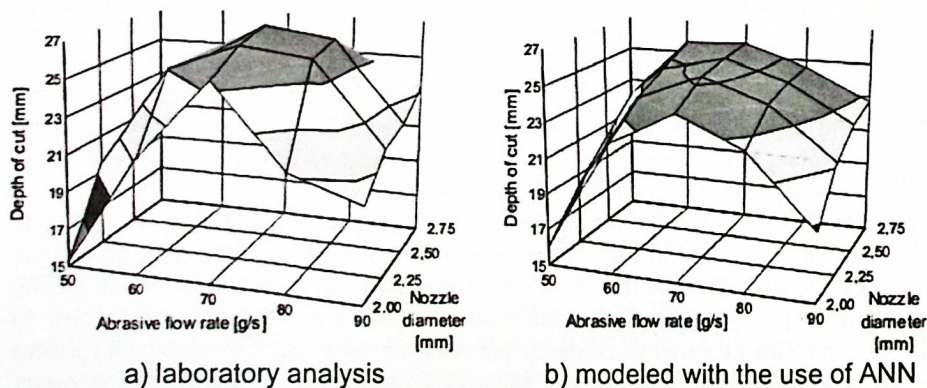 27
25
23
21
19
17
15
Depth of cut [mm]
50
60
70
80
90
Abrasive flow rate [g/s]
2.00
2.25
2.50
2.75
Nozzle
diameter
[mm]
a) laboratory analysis
27
25
23
21
19
17
15
Depth of cut [mm]
50
60
70
80
90
Abrasive flow rate [g/s]
2.00
2.25
2.50
2.75
Nozzle
diameter
[mm]
b) modeled with the use of ANN